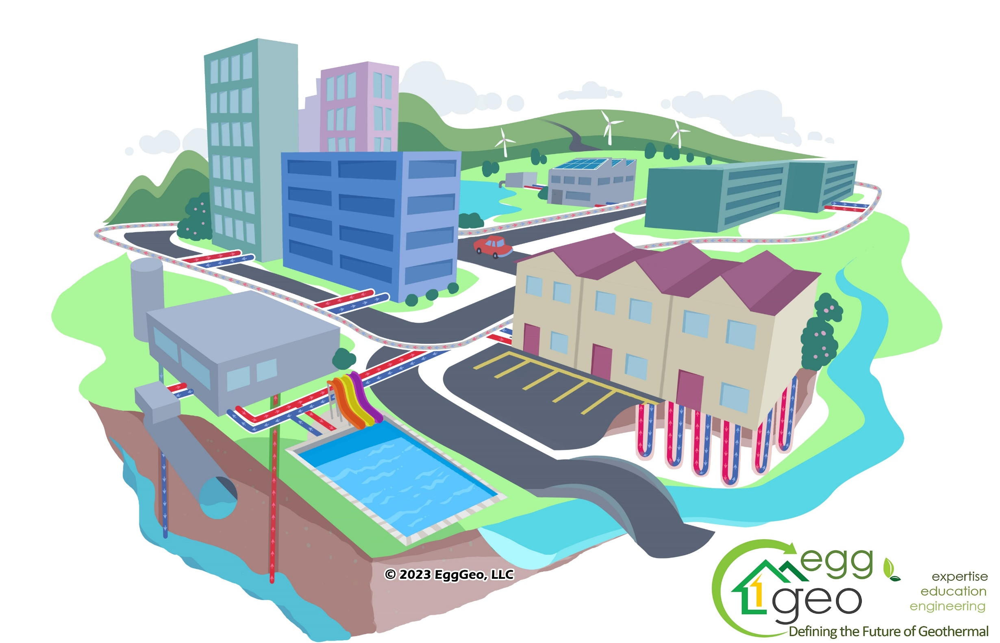 © 2023 EggGeo, LLC
egg
geo
expertise
education
engineering
Defining the Future of Geothermal